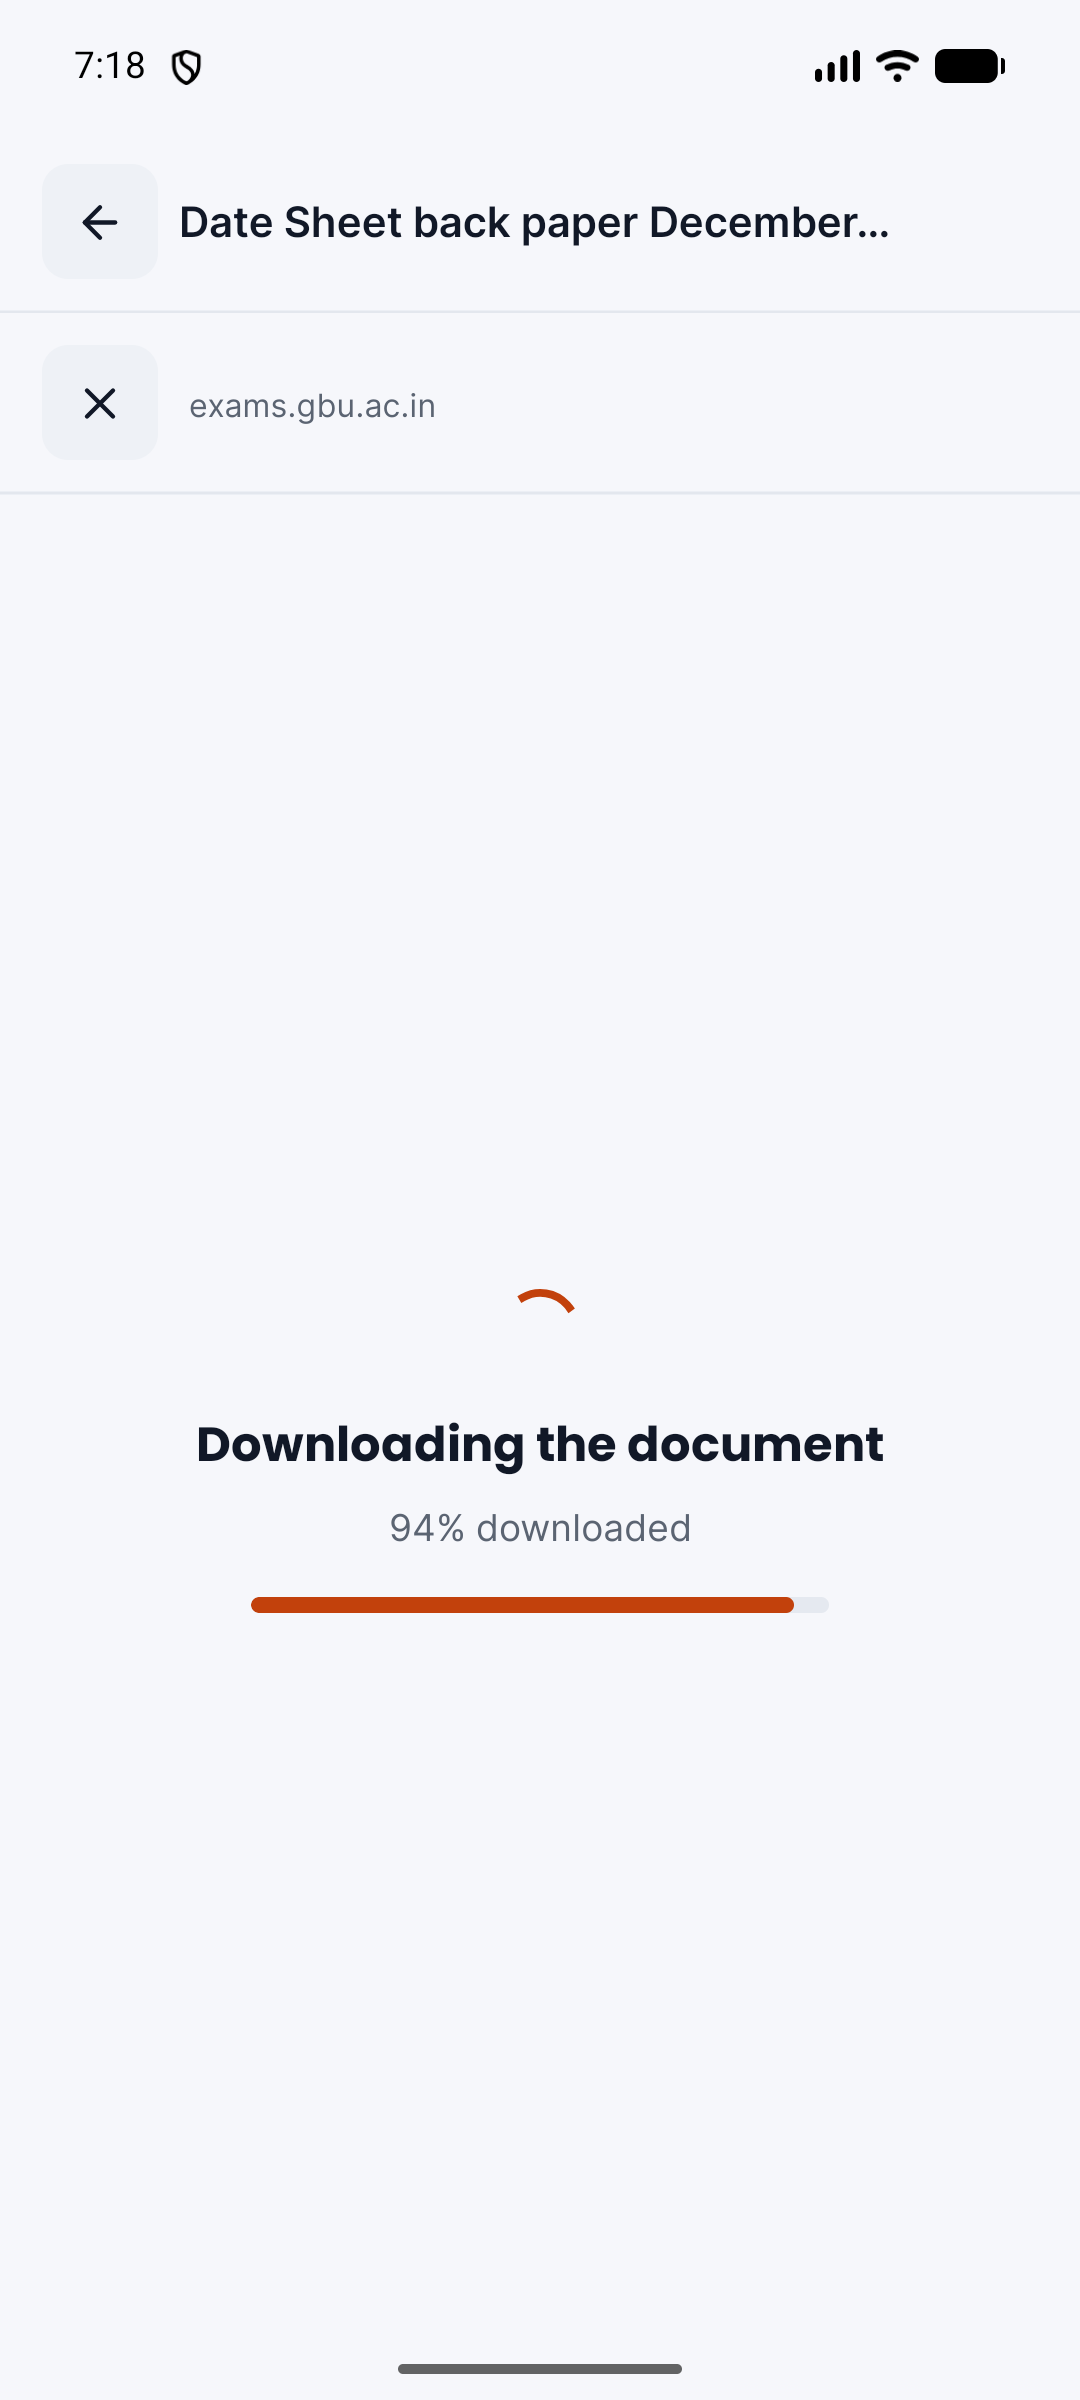 7:18
Date Sheet back paper December...
exams.gbu.ac.in
Downloading the document
94% downloaded